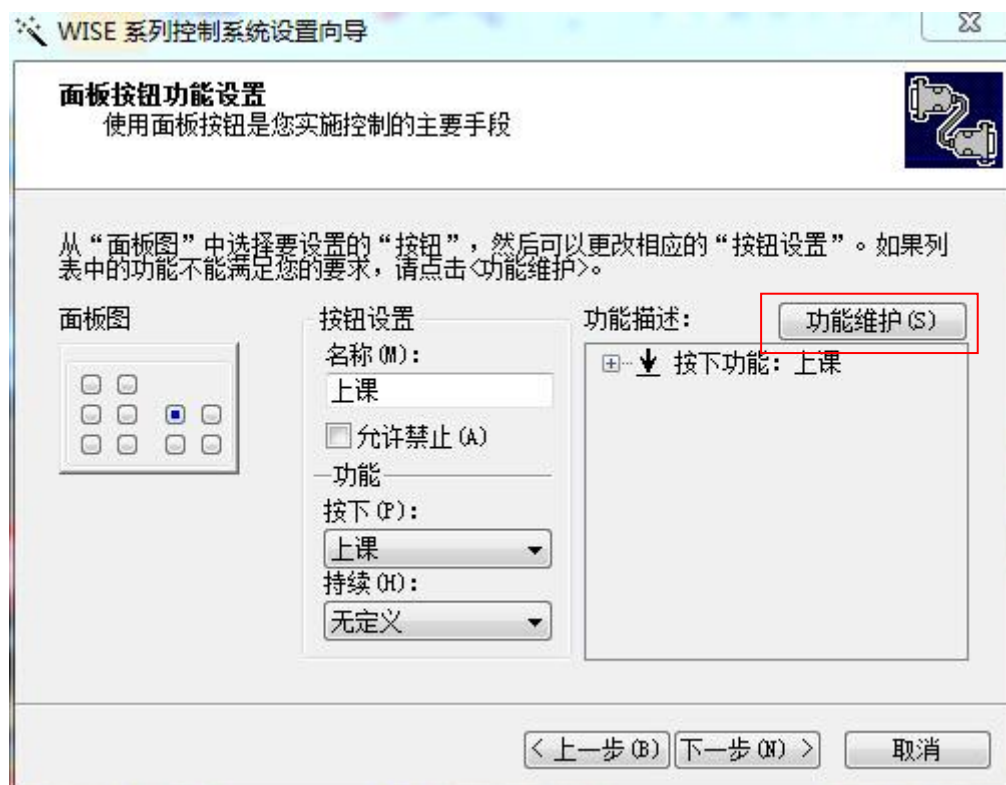 WISE 系列控制系统设置向导
面板按钮功能设置
使用面板按钮是您实施控制的主要手段
从“面板图”中选择要设置的“按钮”，然后可以更改相应的“按钮设置”。如果列
表中的功能不能满足您的要求，请点击<功能维护>。
面板图
按钮设置
功能描述：
功能维护(S)
名称(M)：
上课
允许禁止(A)
功能
按下(P)：
上课
持续(H)：
无定义
按下功能：上课
< 上一步(B)
下一步(N) >
取消